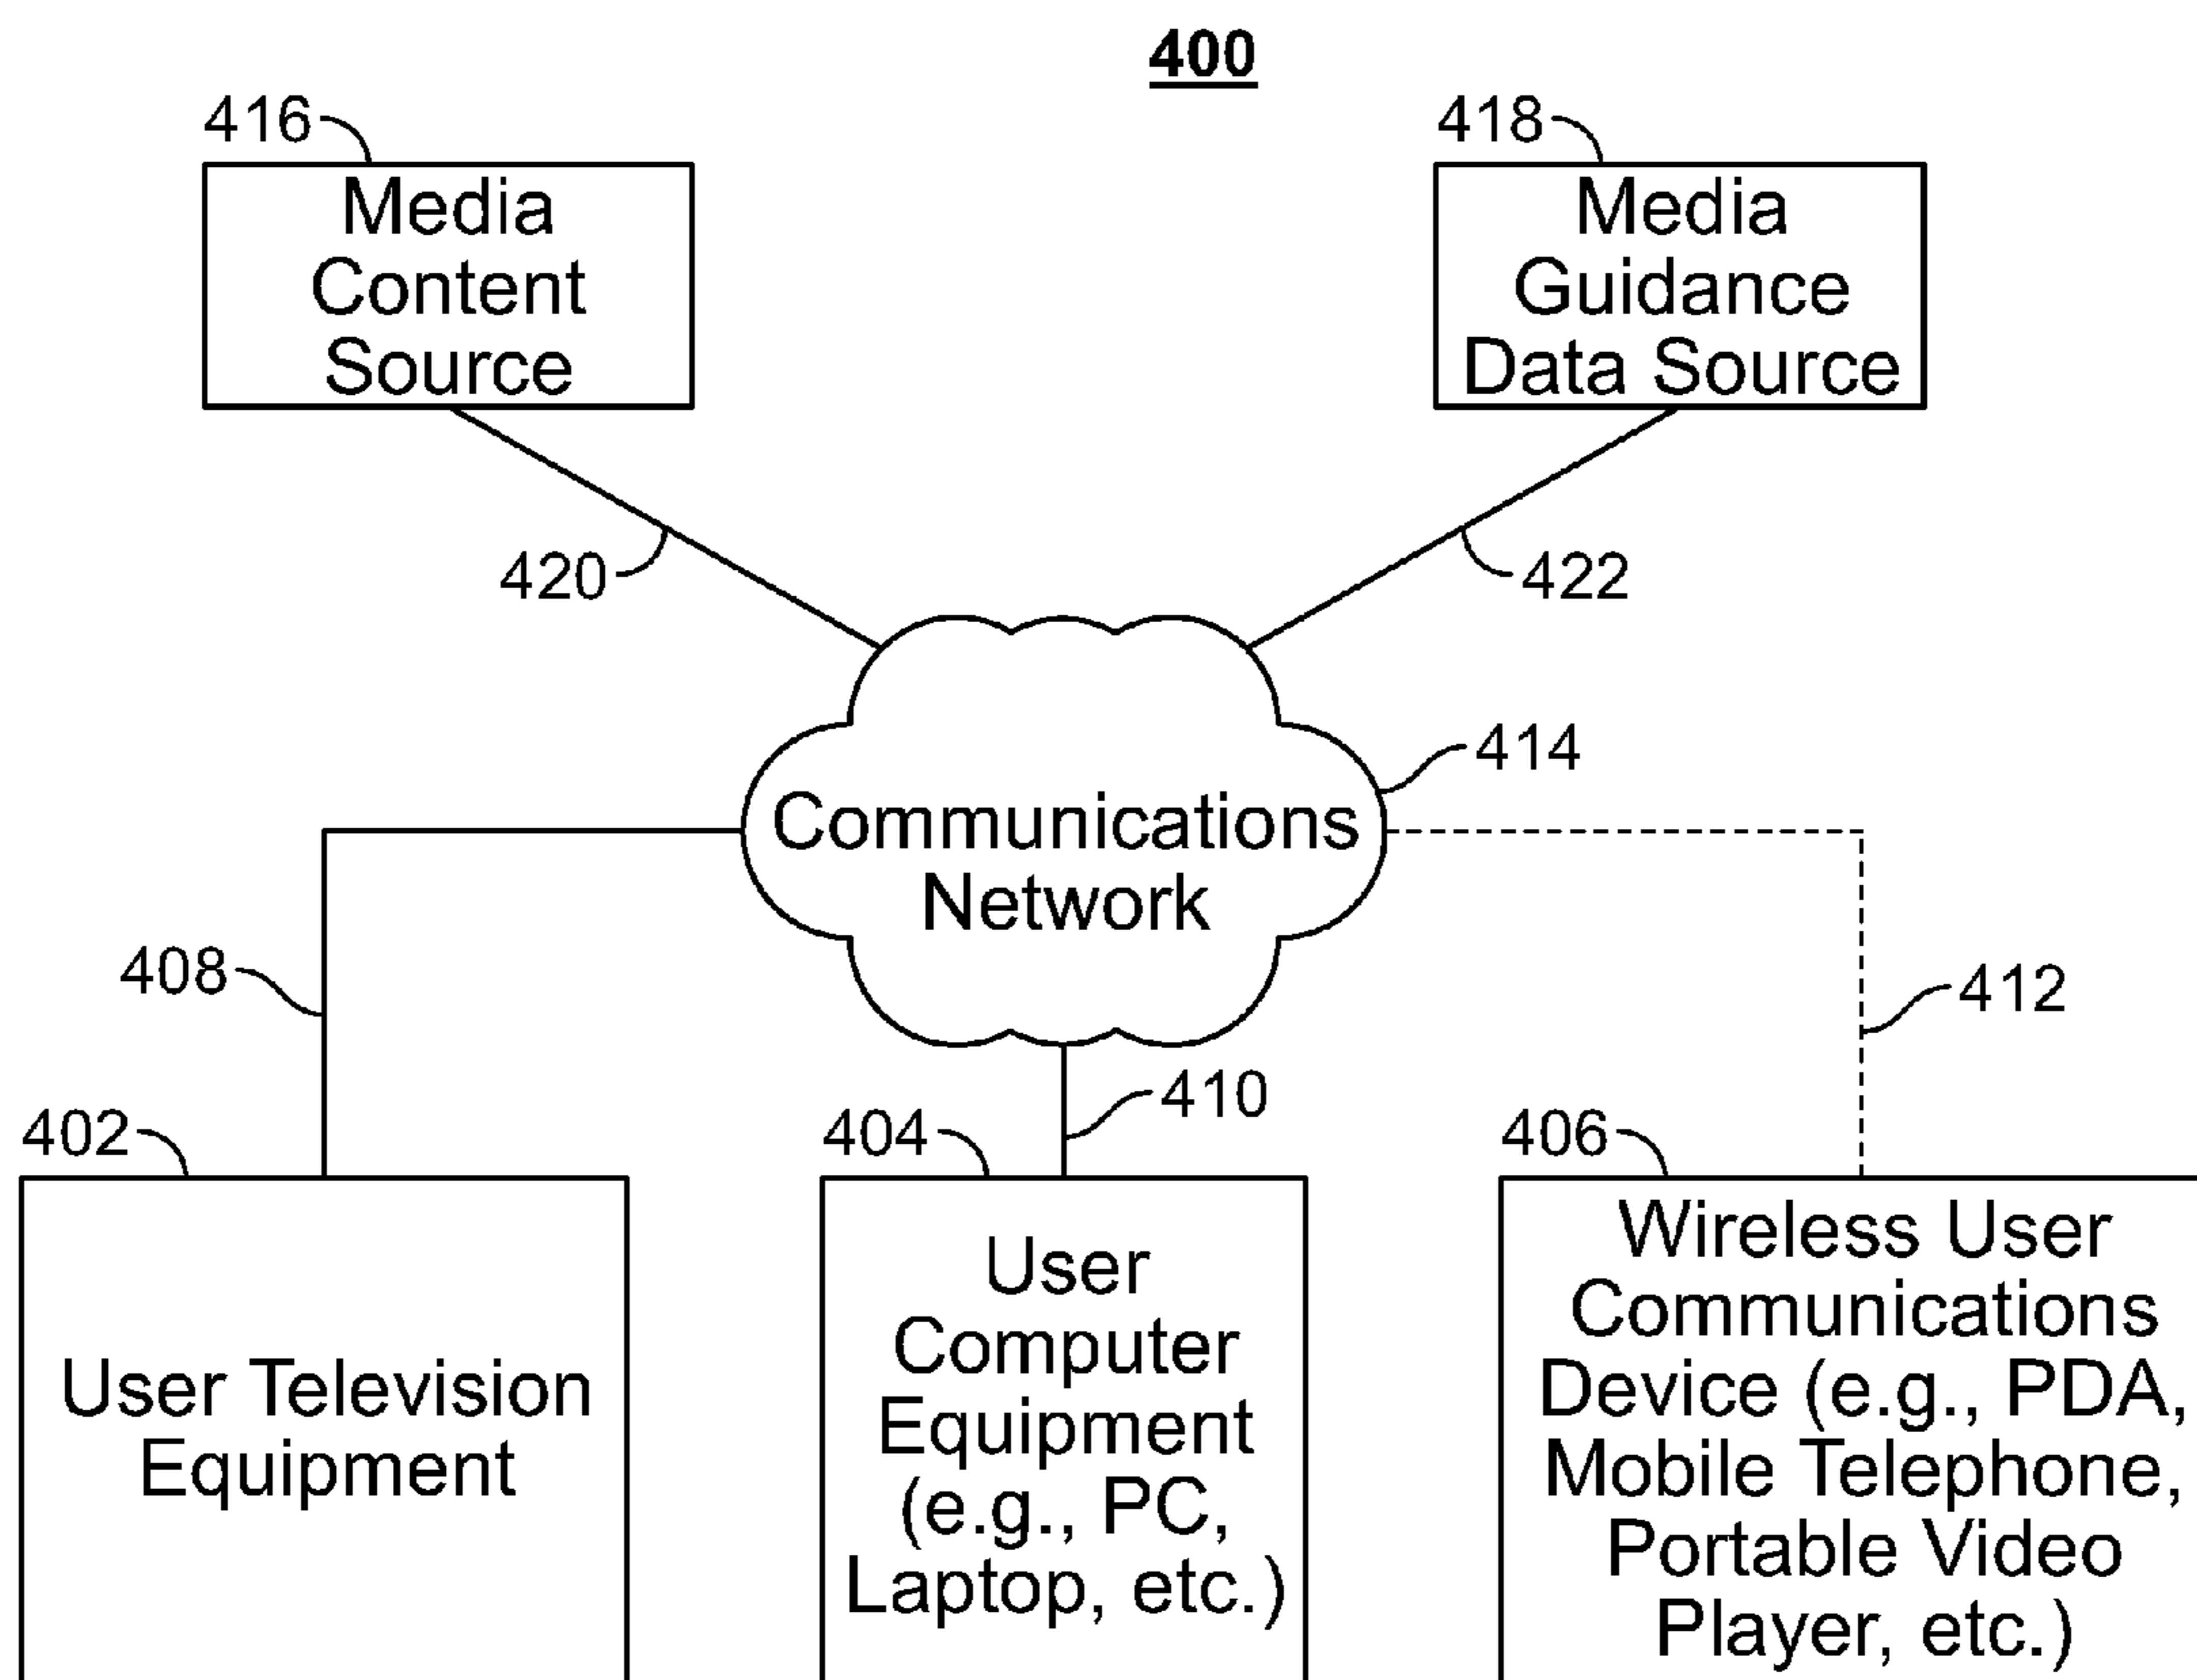 400
416
418
Media
Content
Source
Media
Guidance
Data Source
420
422
414
Communications
Network
408
412
410
402
404
406
User Television
Equipment
User
Computer
Equipment
(e.g., PC,
Laptop, etc.)
Wireless User
Communications
Device (e.g., PDA,
Mobile Telephone,
Portable Video
Player, etc.)